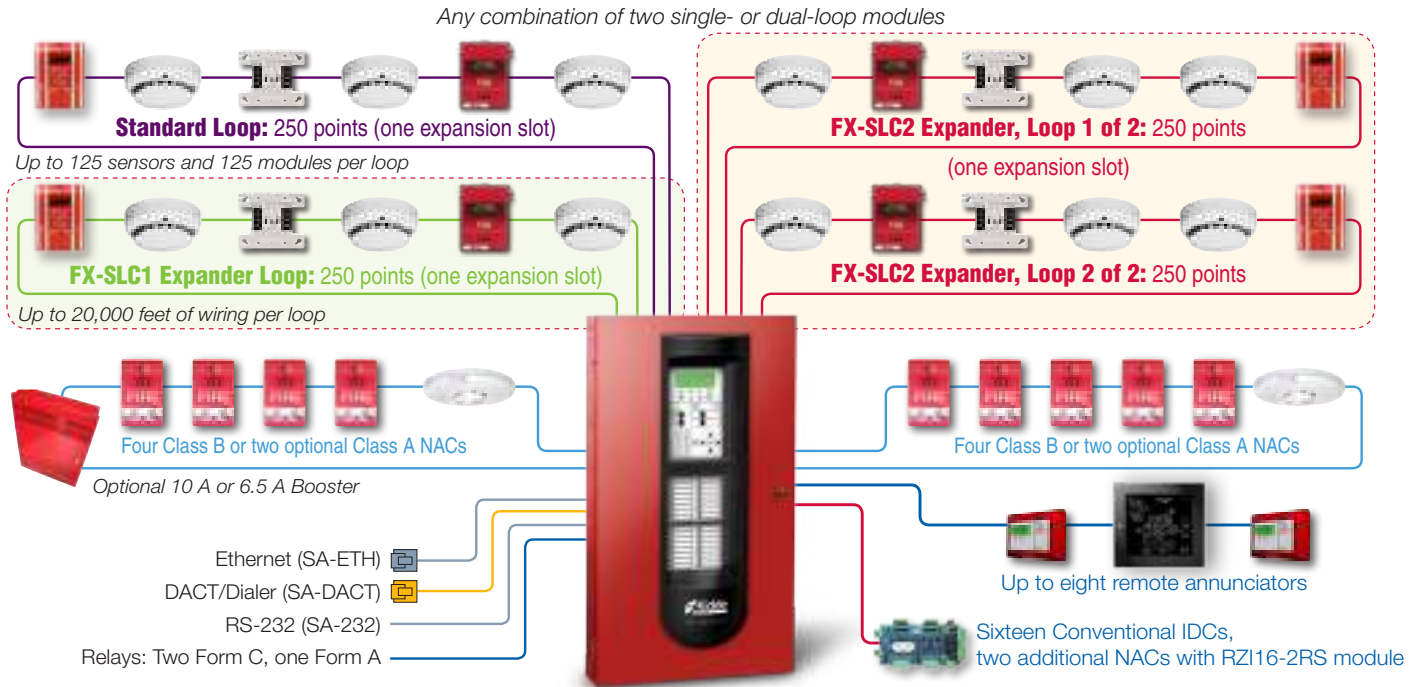 Any combination of two single- or dual-loop modules
Standard Loop: 250 points (one expansion slot)
Up to 125 sensors and 125 modules per loop
FX-SLC1 Expander Loop: 250 points (one expansion slot)
Up to 20,000 feet of wiring per loop
FX-SLC2 Expander, Loop 1 of 2: 250 points
(one expansion slot)
FX-SLC2 Expander, Loop 2 of 2: 250 points
Four Class B or two optional Class A NACs
Optional 10 A or 6.5 A Booster
Four Class B or two optional Class A NACs
Ethernet (SA-ETH)
DACT/Dialer (SA-DACT)
RS-232 (SA-232)
Relays: Two Form C, one Form A
Up to eight remote annunciators
Sixteen Conventional IDCs,
two additional NACs with RZI16-2RS module